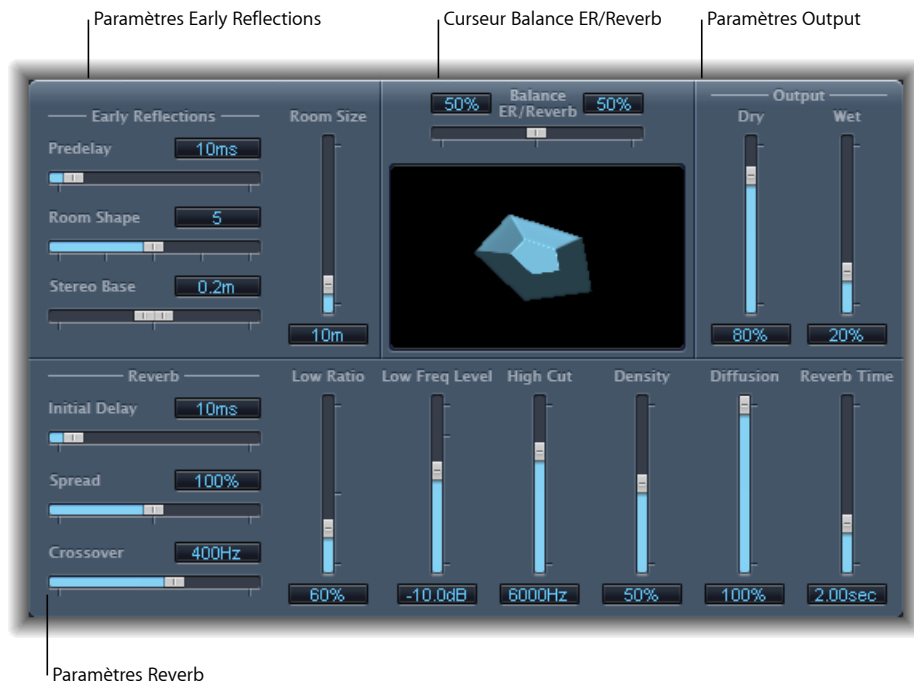 Paramètres Early Reflections
Curseur Balance ER/Reverb
Paramètres Output
Early Reflections
Room Size
50%
Balance
ER/Reverb
50%
Output
Dry
Wet
Predelay
10ms
Room Shape
5
Stereo Base
0.2m
10m
80%
20%
Reverb
Low Ratio
Low Freq Level
High Cut
Density
Diffusion
Reverb Time
Initial Delay
10ms
Spread
100%
Crossover
400Hz
60%
-10.0dB
6000Hz
50%
100%
2.00sec
Paramètres Reverb